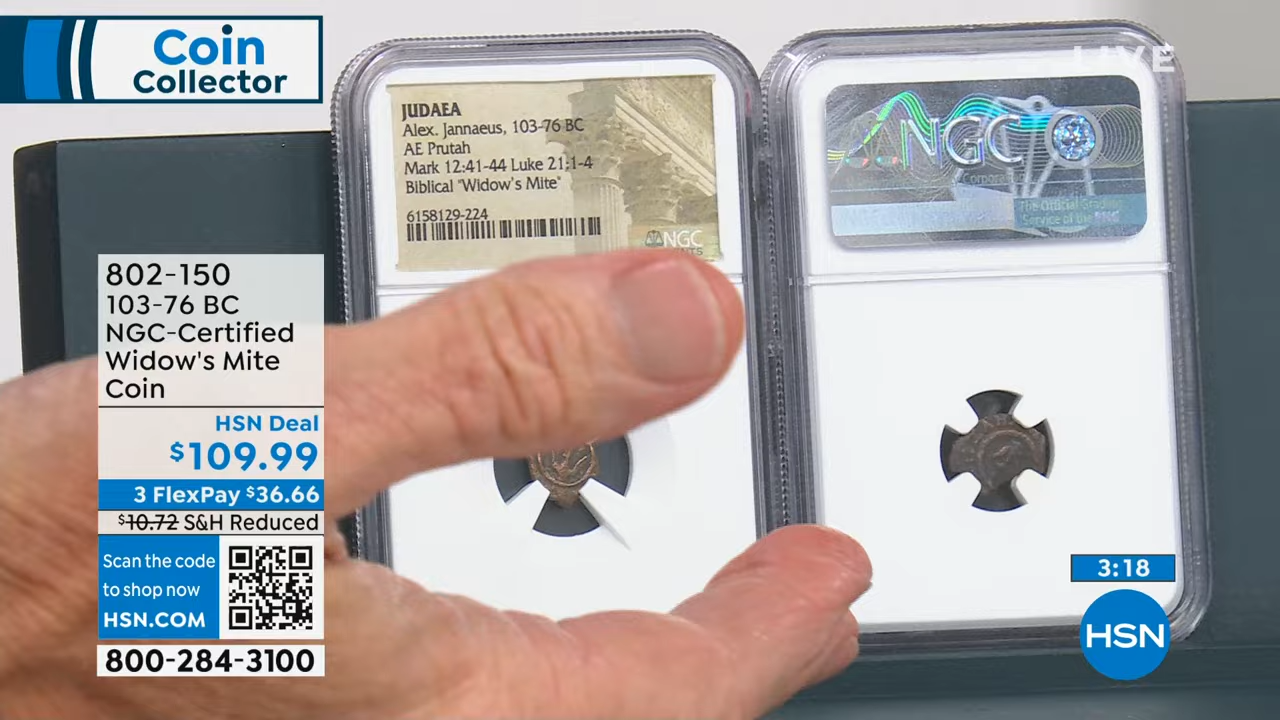 Coin
Collector
LIVE
JUDAEA
Alex. Jannaeus, 103-76 BC
AE Prutah
Mark 12:41-44 Luke 21:1-4
Biblical "Widow's Mite"
6158129-224
NGC
NGC
The Official Grading
Service of the
802-150
103-76 BC
NGC-Certified
Widow's Mite
Coin
HSN Deal
$109.99
3 FlexPay $36.66
$10.72 S&H Reduced
Scan the code
to shop now
HSN.COM
800-284-3100
3:18
HSN